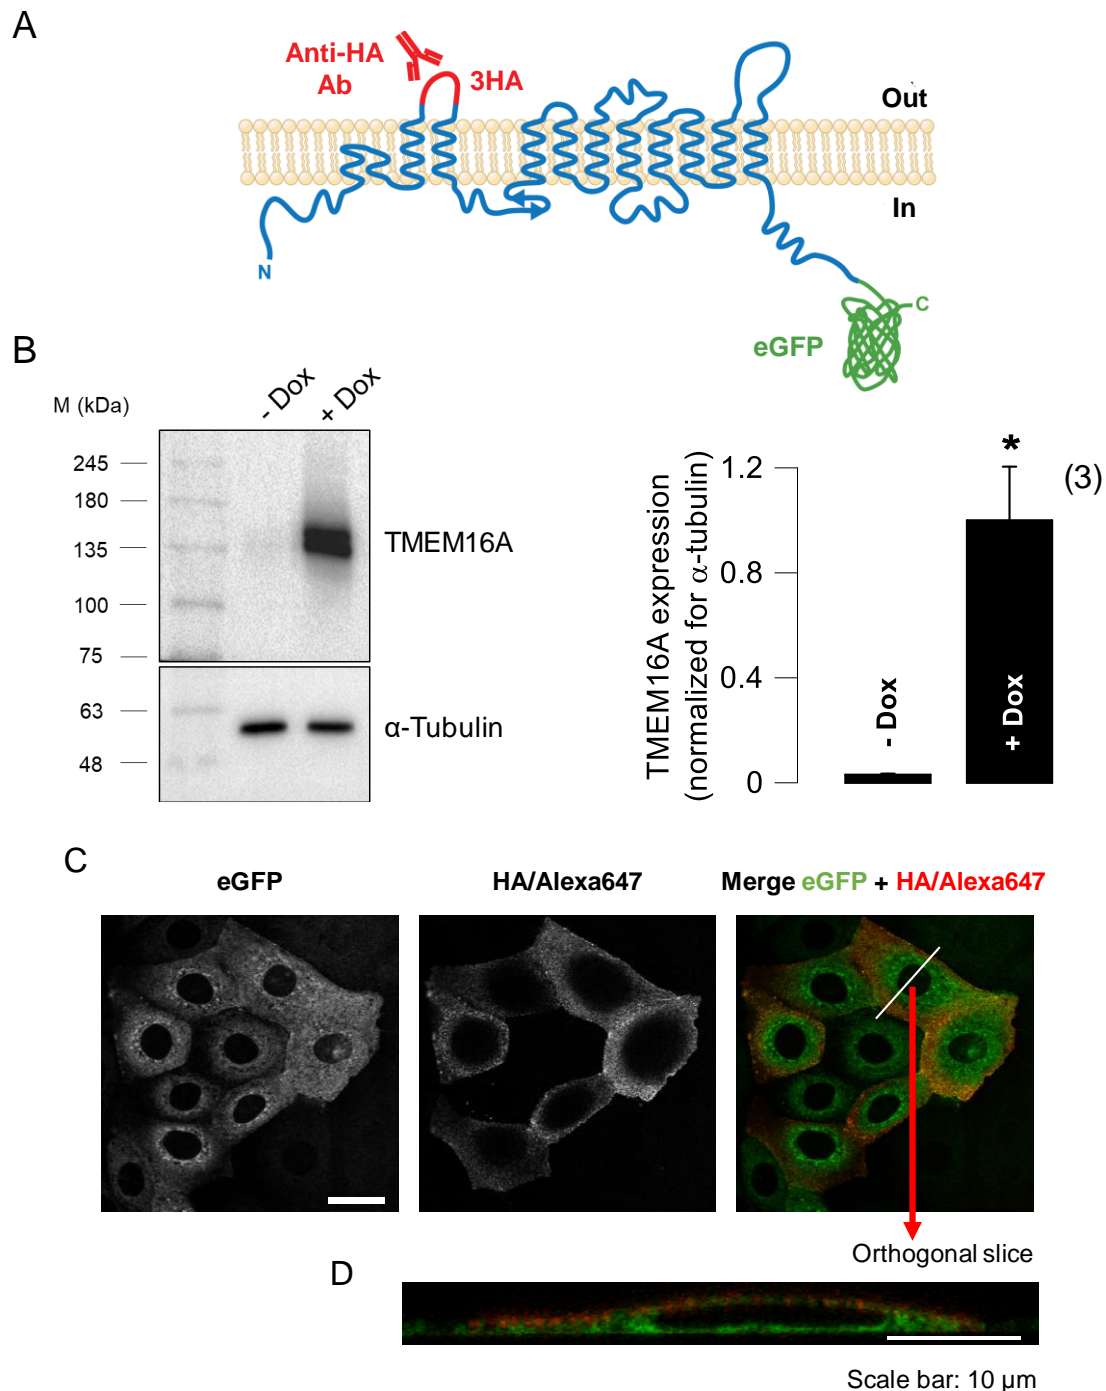 A
Anti-HA
Ab
3HA
Out
In
N
C
eGFP
B
M (kDa)
- Dox
+ Dox
245
180
135
100
75
63
48
TMEM16A
α-Tubulin
TMEM16A expression
(normalized for α-tubulin)
1.2
0.8
0.4
0
- Dox
+ Dox
*
(3)
C
eGFP
HA/Alexa647
Merge eGFP + HA/Alexa647
Orthogonal slice
D
Scale bar: 10 μm